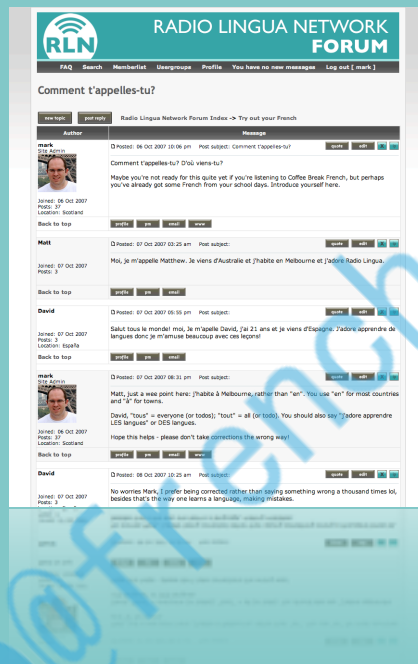 RLN
RADIO LINGUA NETWORK
FORUM
FAQ Search Memberlist Usergroups Profile You have no new messages Log out [ mark ]
Comment t'appelles-tu?
new topic post reply Radio Lingua Network Forum Index -> Try out your French
Author Message
mark
Site Admin
Joined: 06 Oct 2007
Posts: 37
Location: Scotland
Posted: 06 Oct 2007 10:06 pm Post subject: Comment t'appelles-tu? quote edit
Comment t'appelles-tu? D'où viens-tu?
Maybe you're not ready for this quite yet if you're listening to Coffee Break French, but perhaps
you've already got some French from your school days. Introduce yourself here.
Back to top profile pm email www
Matt
Joined: 07 Oct 2007
Posts: 3
Posted: 07 Oct 2007 03:25 am Post subject: quote edit
Moi, je m'appelle Matthew. Je viens d'Australie et j'habite en Melbourne et j'adore Radio Lingua.
Back to top profile pm email
David
Joined: 07 Oct 2007
Posts: 3
Location: España
Posted: 07 Oct 2007 05:55 pm Post subject: quote edit
Salut tous le monde! moi, Je m'apelle David, j'ai 21 ans et je viens d'Espagne. J'adore apprendre de
langues donc je m'amuse beaucoup avec ces leçons!
Back to top profile pm email
mark
Site Admin
Joined: 06 Oct 2007
Posts: 37
Location: Scotland
Posted: 07 Oct 2007 08:31 pm Post subject: quote edit
Matt, just a wee point here: j'habite à Melbourne, rather than "en". You use "en" for most countries
and "à" for towns.
David, "tous" = everyone (or todos); "tout" = all (or todo). You should also say "j'adore apprendre
LES langues" or DES langues.
Hope this helps - please don't take corrections the wrong way!
Back to top profile pm email www
David
Joined: 07 Oct 2007
Posts: 3
Posted: 08 Oct 2007 10:25 am Post subject: quote edit
No worries Mark, I prefer being corrected rather than saying something wrong a thousand times lol,
besides that's the way one learns a language, making mistakes.
@french